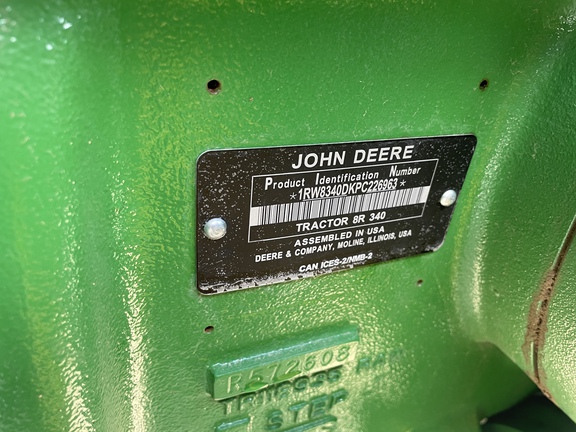 JOHN DEERE
Product Identification Number
*1RW8340DKPC226963*
TRACTOR 8R 340
ASSEMBLED IN USA
DEERE & COMPANY, MOLINE, ILLINOIS, USA
CAN ICES-2/NMB-2
R572608